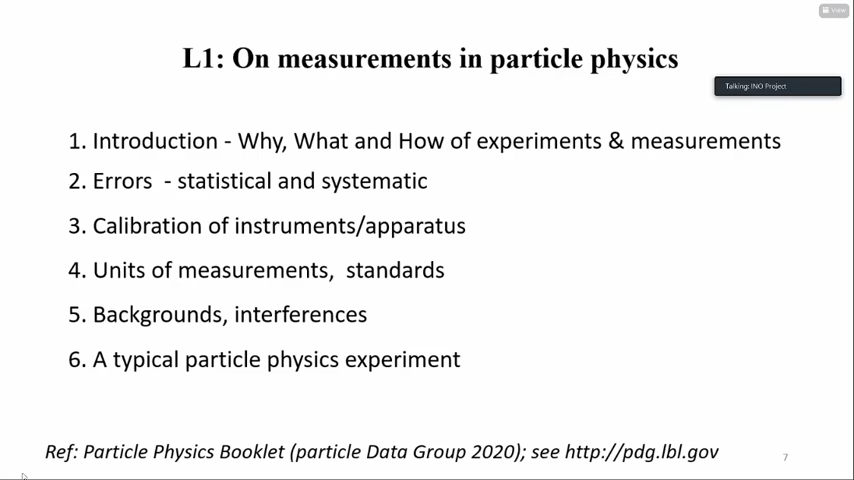 View
L1: On measurements in particle physics
Talking: INO Project
1. Introduction - Why, What and How of experiments & measurements
2. Errors - statistical and systematic
3. Calibration of instruments/apparatus
4. Units of measurements, standards
5. Backgrounds, interferences
6. A typical particle physics experiment
Ref: Particle Physics Booklet (particle Data Group 2020); see http://pdg.lbl.gov
7